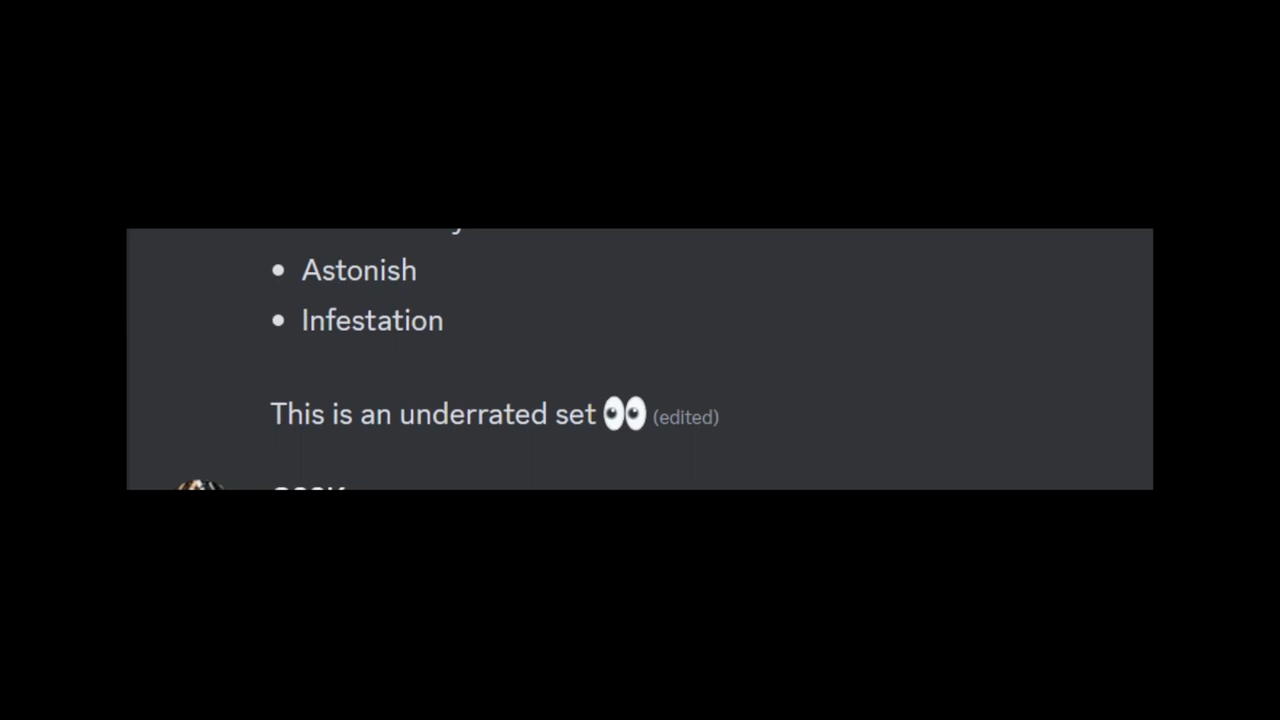 • Astonish
• Infestation
This is an underrated set 👀 (edited)